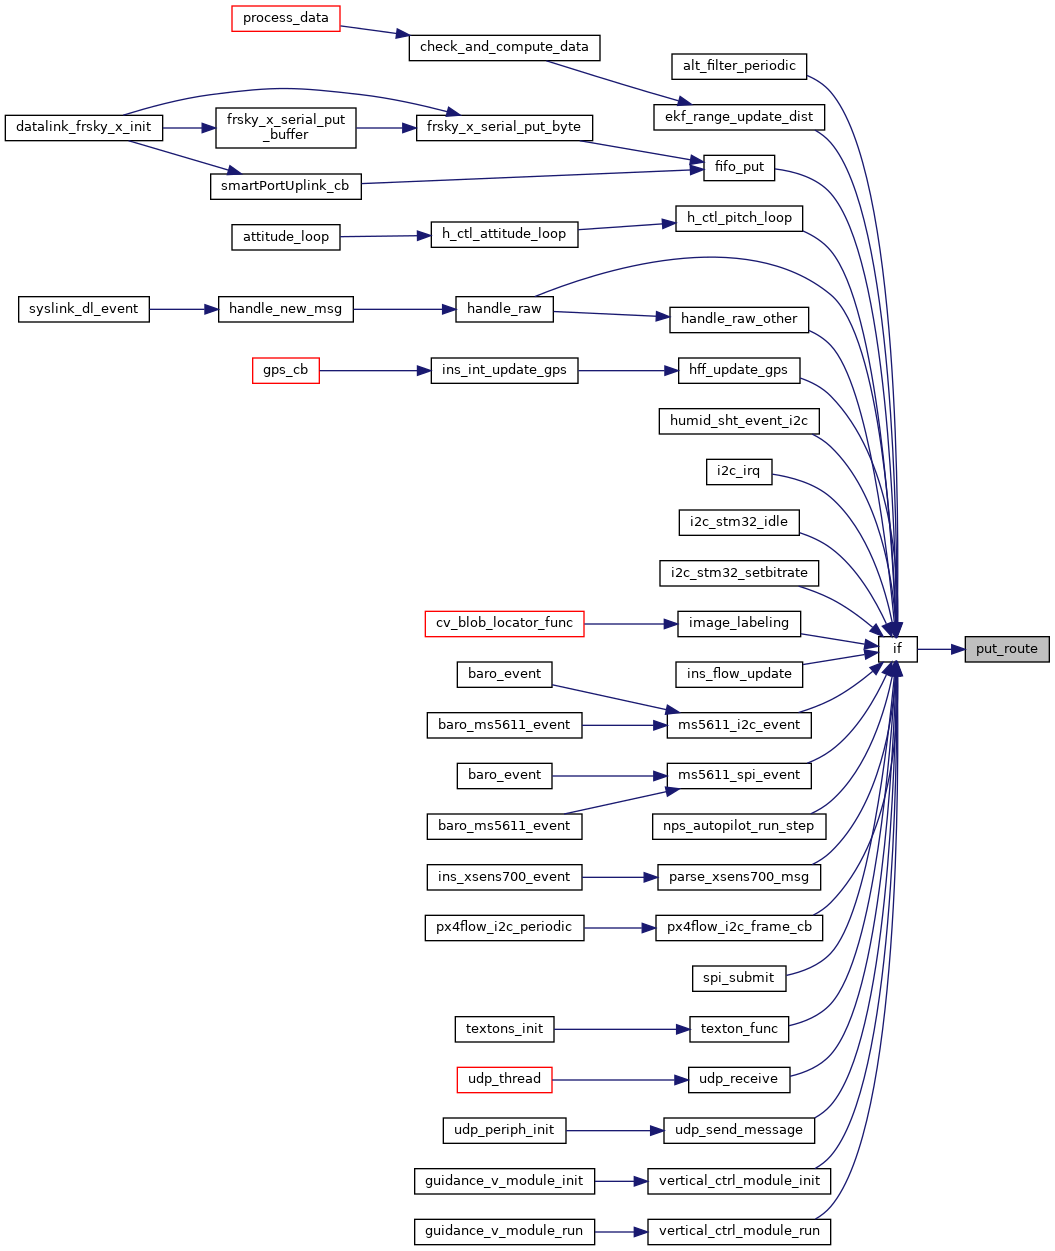 process_data
check_and_compute_data
alt_filter_periodic
ekf_range_update_dist
datalink_frsky_x_init
frsky_x_serial_put
_buffer
frsky_x_serial_put_byte
fifo_put
smartPortUplink_cb
h_ctl_pitch_loop
attitude_loop
h_ctl_attitude_loop
syslink_dl_event
handle_new_msg
handle_raw
handle_raw_other
gps_cb
ins_int_update_gps
hff_update_gps
humid_sht_event_i2c
i2c_irq
i2c_stm32_idle
i2c_stm32_setbitrate
cv_blob_locator_func
image_labeling
if
put_route
baro_event
ins_flow_update
baro_ms5611_event
ms5611_i2c_event
baro_event
ms5611_spi_event
baro_ms5611_event
nps_autopilot_run_step
ins_xsens700_event
parse_xsens700_msg
px4flow_i2c_periodic
px4flow_i2c_frame_cb
spi_submit
textons_init
texton_func
udp_thread
udp_receive
udp_periph_init
udp_send_message
guidance_v_module_init
vertical_ctrl_module_init
guidance_v_module_run
vertical_ctrl_module_run